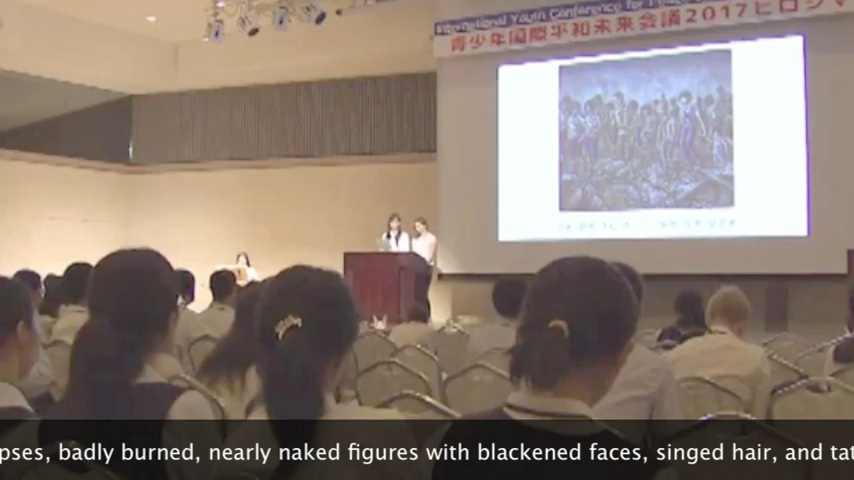 International Youth Conference for Peace
青少年国際平和未来会議2017ヒロシマ
pses, badly burned, nearly naked figures with blackened faces, singed hair, and tat